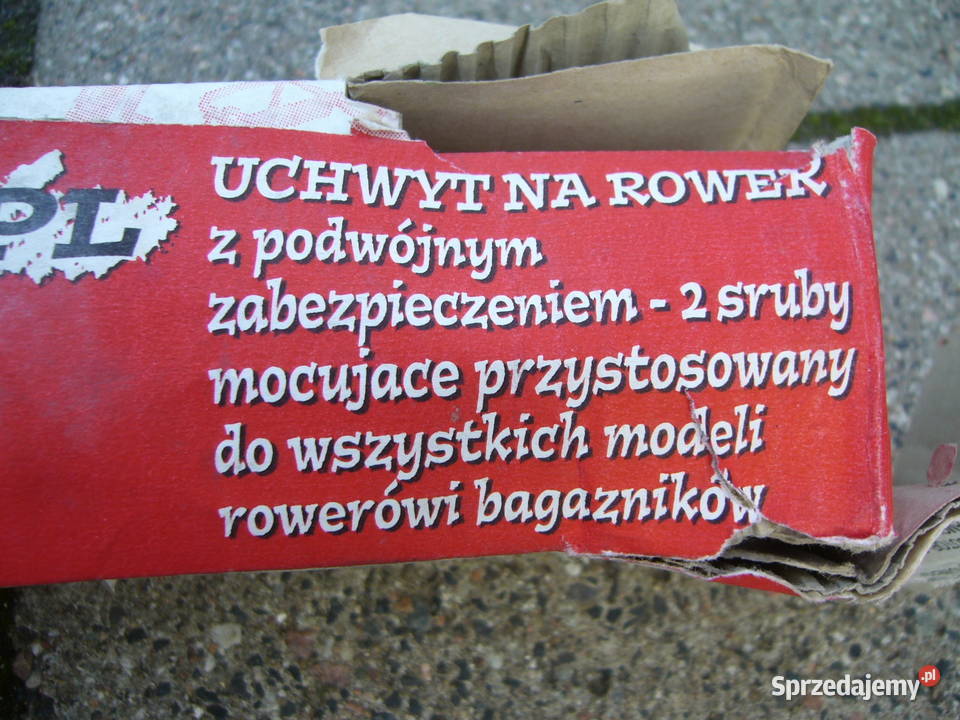 PL
UCHWYT NA ROWER
z podwójnym
zabezpieczeniem - 2 sruby
mocujace przystosowany
do wszystkich modeli
rowerówi bagazników
Sprzedajemy.pl